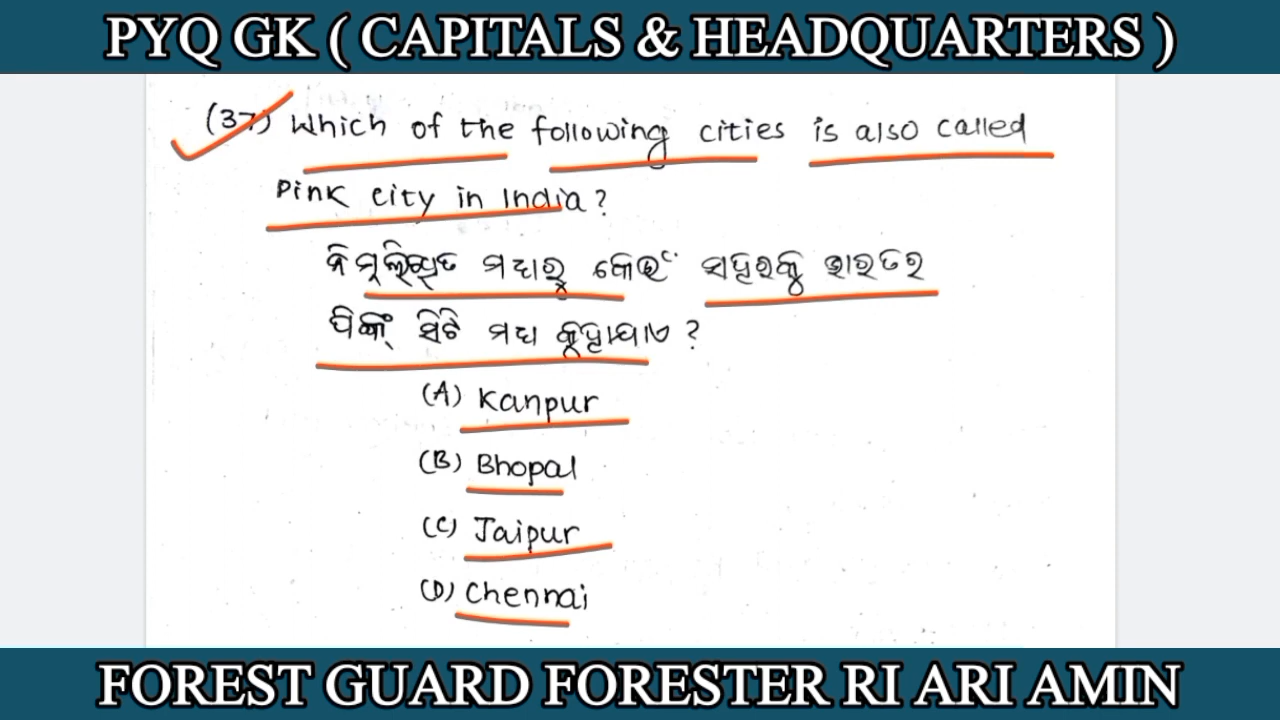 PYQ GK ( CAPITALS & HEADQUARTERS )
(37) Which of the following cities is also called
Pink city in India?
ନିମ୍ନଲିଖିତ ମଧ୍ୟରୁ କେଉଁ ସହରକୁ ଭାରତର
ପିଙ୍କ୍ ସିଟି ମଧ୍ୟ କୁହାଯାଏ ?
(A) Kanpur
(B) Bhopal
(C) Jaipur
(D) Chennai
FOREST GUARD FORESTER RI ARI AMIN